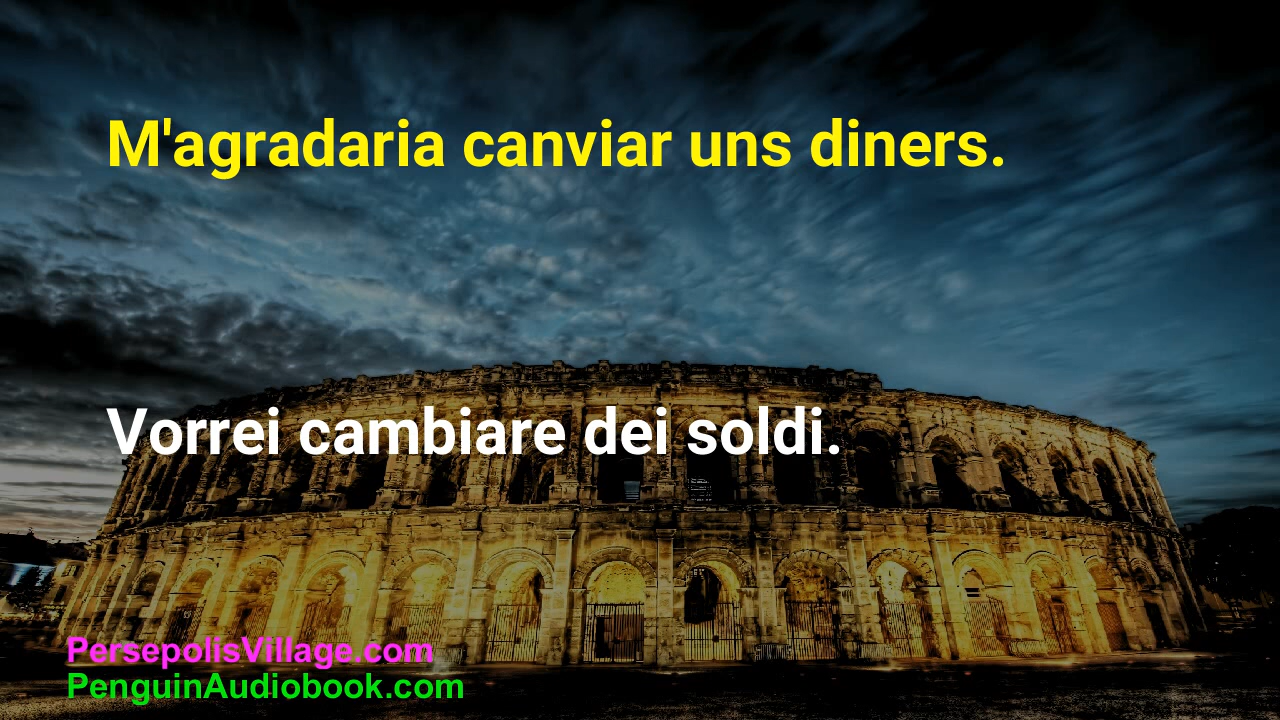 M'agradaria canviar uns diners.
Vorrei cambiare dei soldi.
PersepolisVillage.com
PenguinAudiobook.com